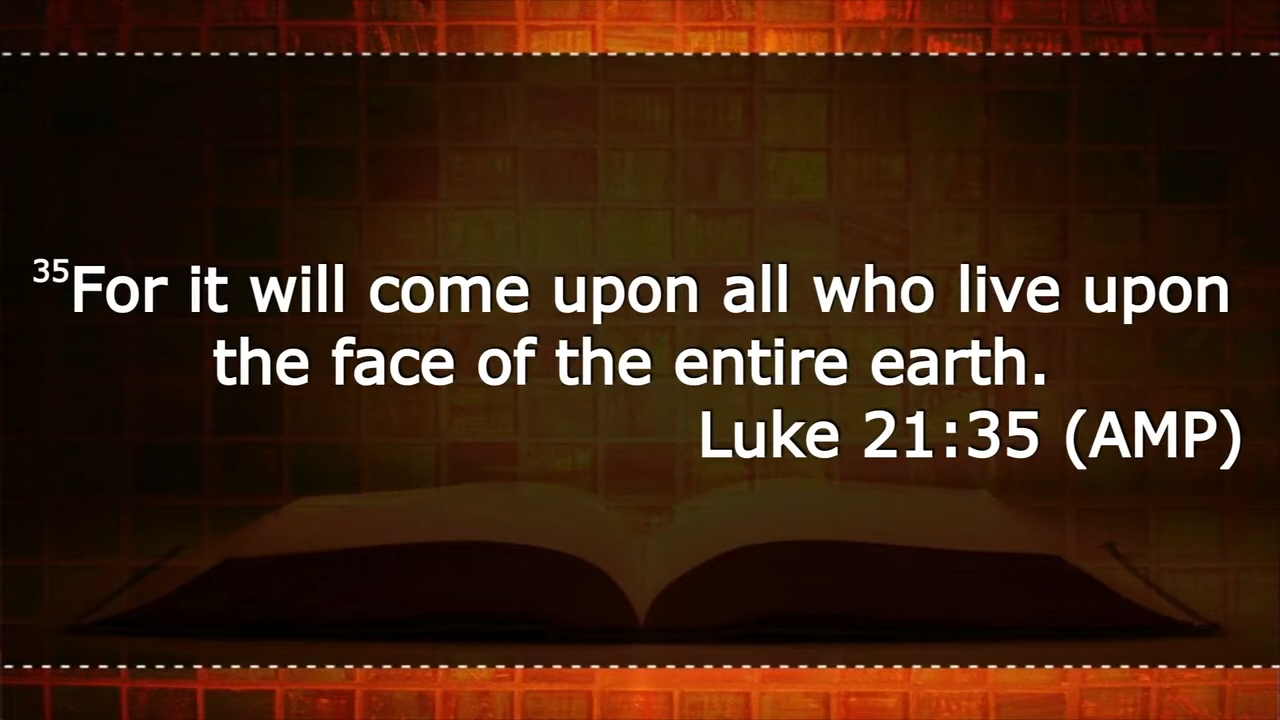 ³⁵For it will come upon all who live upon
the face of the entire earth.
Luke 21:35 (AMP)